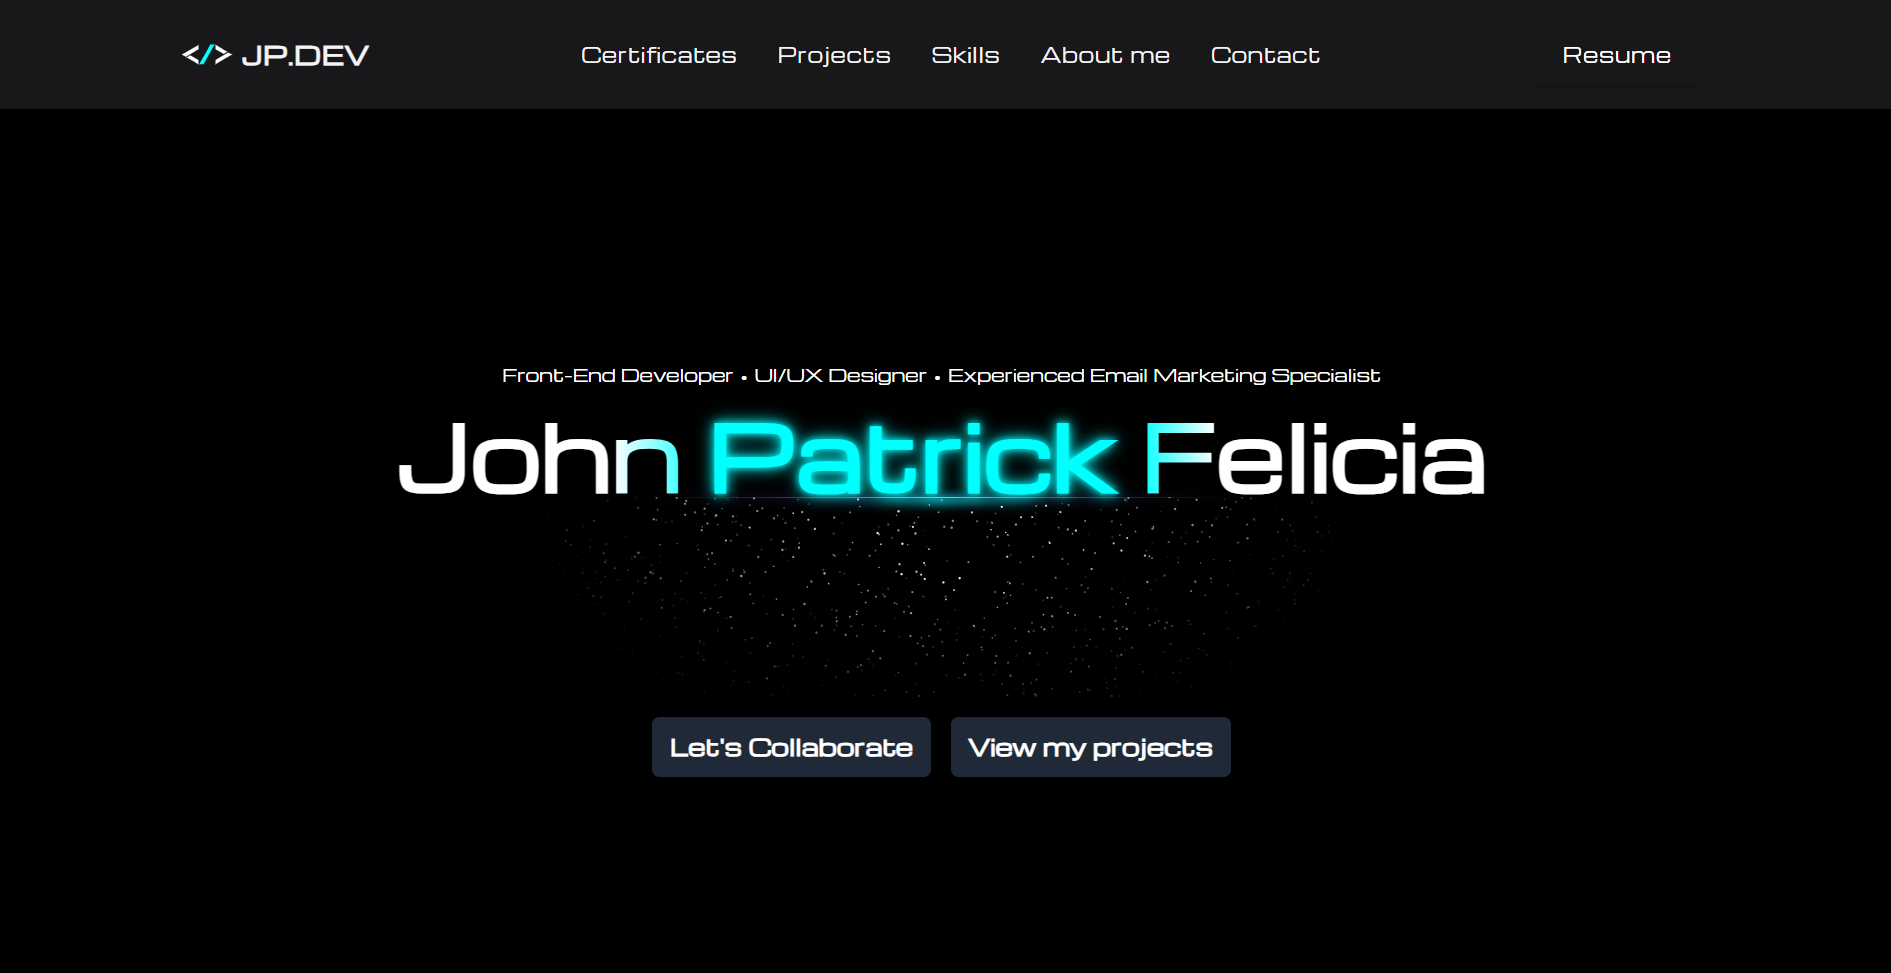 </> JP.DEV Certificates Projects Skills About me Contact Resume
Front-End Developer • UI/UX Designer • Experienced Email Marketing Specialist
John Patrick Felicia
Let's Collaborate View my projects